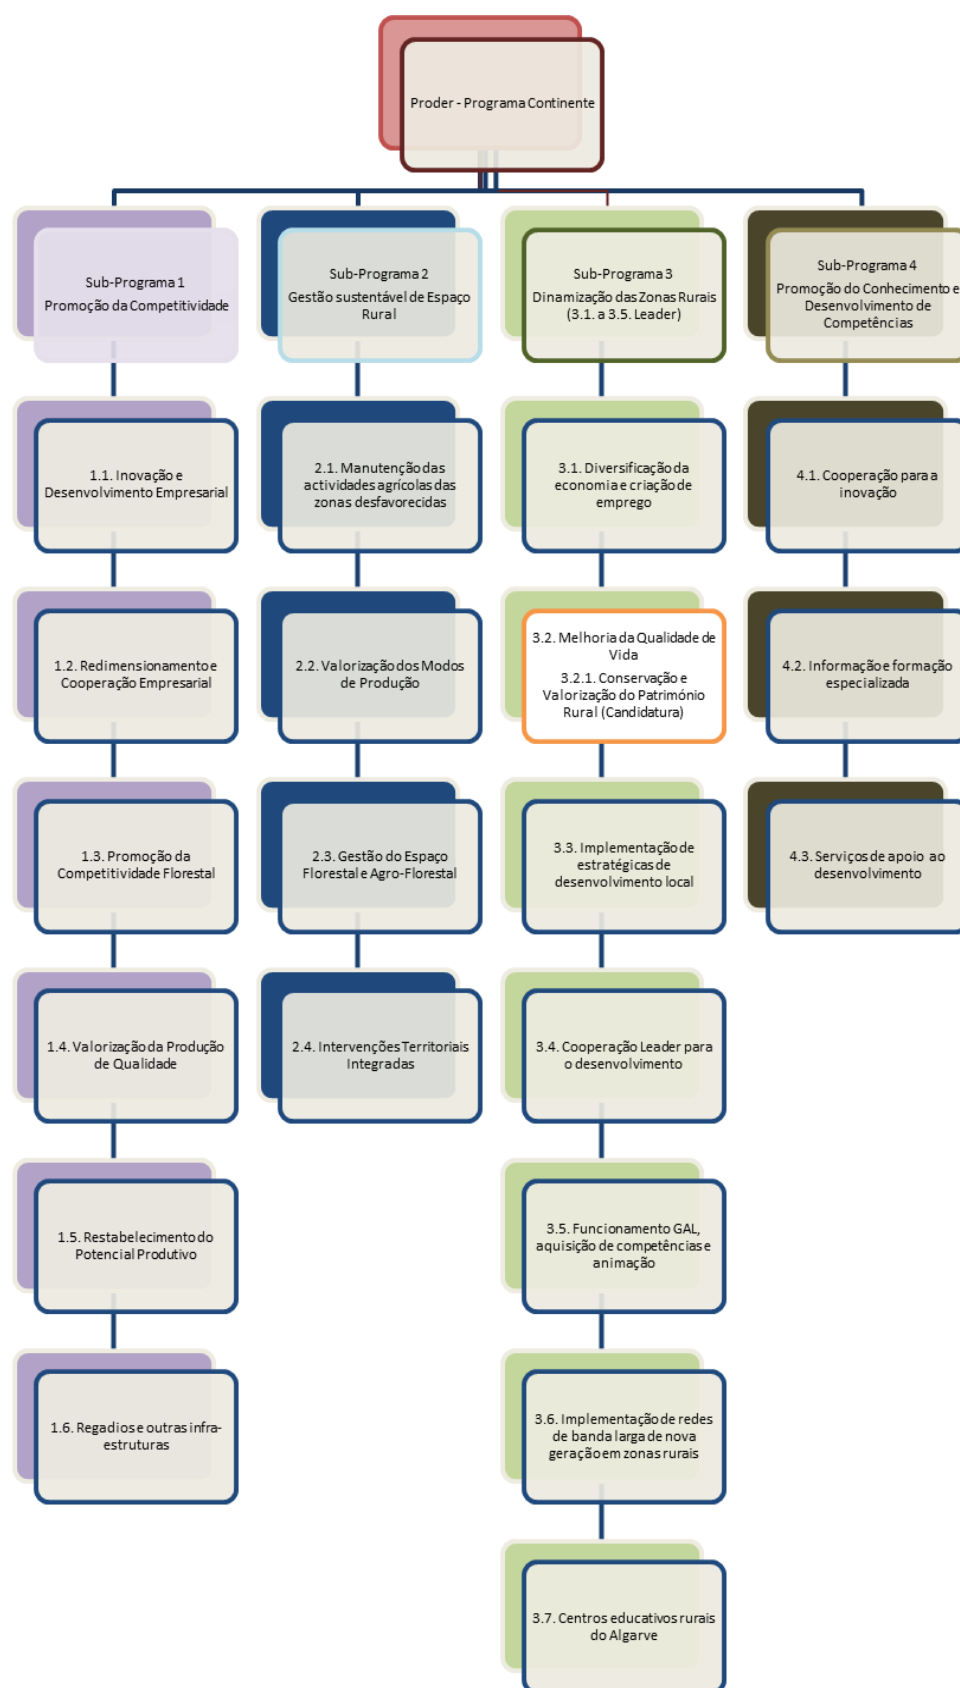 Proder - Programa Continente
Sub-Programa 1
Promoção da Competitividade
1.1. Inovação e
Desenvolvimento Empresarial
1.2. Redimensionamento e
Cooperação Empresarial
1.3. Promoção da
Competitividade Florestal
1.4. Valorização da Produção
de Qualidade
1.5. Restabelecimento do
Potencial Produtivo
1.6. Regadios e outras infra-
estruturas
Sub-Programa 2
Gestão sustentável de Espaço
Rural
2.1. Manutenção das
actividades agrícolas das
zonas desfavorecidas
2.2. Valorização dos Modos
de Produção
2.3. Gestão do Espaço
Florestal e Agro-Florestal
2.4. Intervenções Territoriais
Integradas
Sub-Programa 3
Dinamização das Zonas Rurais
(3.1. a 3.5. Leader)
3.1. Diversificação da
economia e criação de
emprego
3.2. Melhoria da Qualidade de
Vida
3.2.1. Conservação e
Valorização do Património
Rural (Candidatura)
3.3. Implementação de
estratégicas de
desenvolvimento local
3.4. Cooperação Leader para
o desenvolvimento
3.5. Funcionamento GAL,
aquisição de competências e
animação
3.6. Implementação de redes
de banda larga de nova
geração em zonas rurais
3.7. Centros educativos rurais
do Algarve
Sub-Programa 4
Promoção do Conhecimento e
Desenvolvimento de
Competências
4.1. Cooperação para a
inovação
4.2. Informação e formação
especializada
4.3. Serviços de apoio ao
desenvolvimento